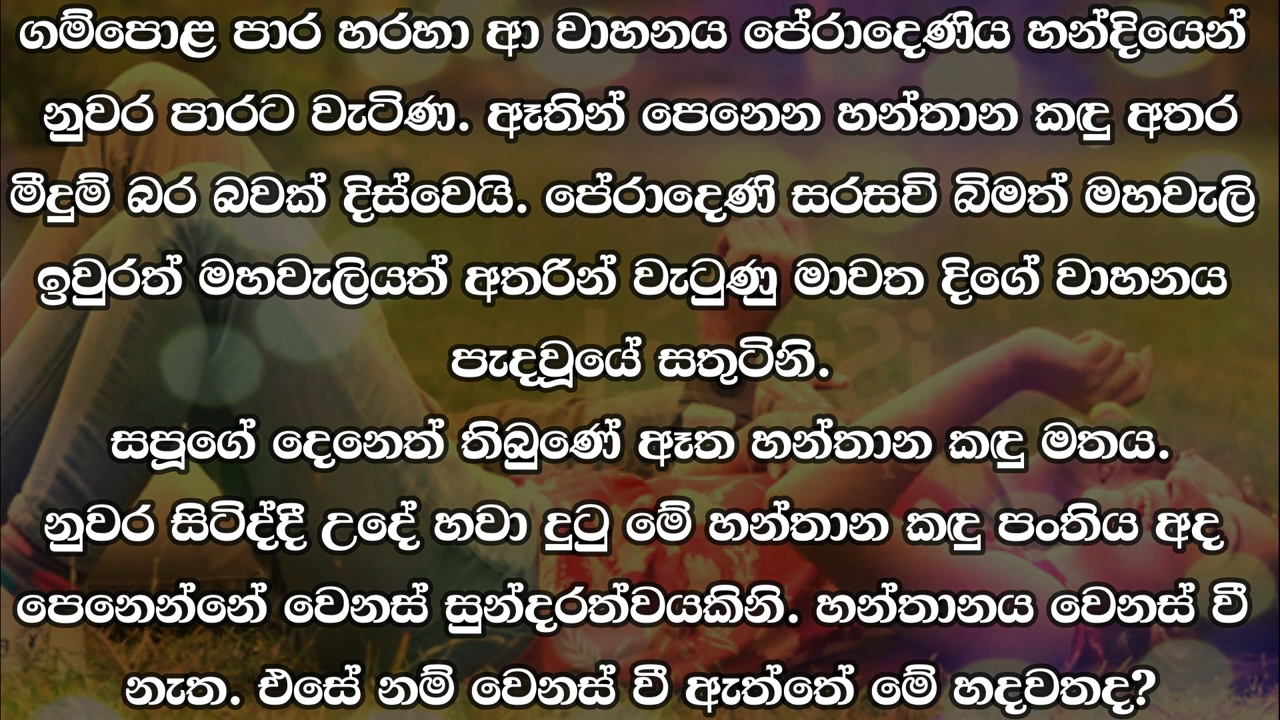 ගම්පොළ පාර හරහා ආ වාහනය පේරාදෙණිය හන්දියෙන්
නුවර පාරට වැටිණ. ඈතින් පෙනෙන හන්තාන කඳු අතර
මීදුම් බර බවක් දිස්වෙයි. පේරාදෙණි සරසවි බිමත් මහවැලි
ඉවුරත් මහවැලියත් අතරින් වැටුණු මාවත දිගේ වාහනය
පැදවූයේ සතුටිනි.
සපූගේ දෙනෙත් තිබුණේ ඈත හන්තාන කඳු මතය.
නුවර සිටිද්දී උදේ හවා දුටු මේ හන්තාන කඳු පංතිය අද
පෙනෙන්නේ වෙනස් සුන්දරත්වයකිනි. හන්තානය වෙනස් වී
නැත. එසේ නම් වෙනස් වී ඇත්තේ මේ හදවතද?